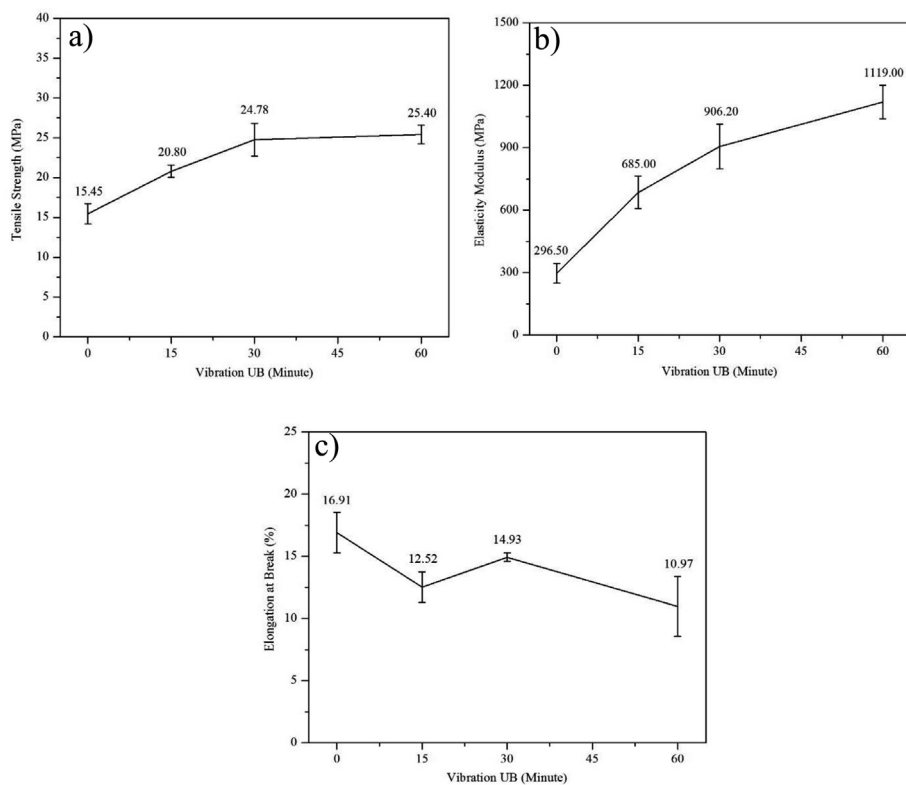 a)
Tensile Strength (MPa)
40
35
30
25
20
15
10
5
0
15.45
20.80
24.78
25.40
0 15 30 45 60
Vibration UB (Minute)
b)
Elasticity Modulus (MPa)
1500
1200
900
600
300
0
296.50
685.00
906.20
1119.00
0 15 30 45 60
Vibration UB (Minute)
c)
Elongation at Break (%)
25
20
15
10
5
0
16.91
12.52
14.93
10.97
0 15 30 45 60
Vibration UB (Minute)